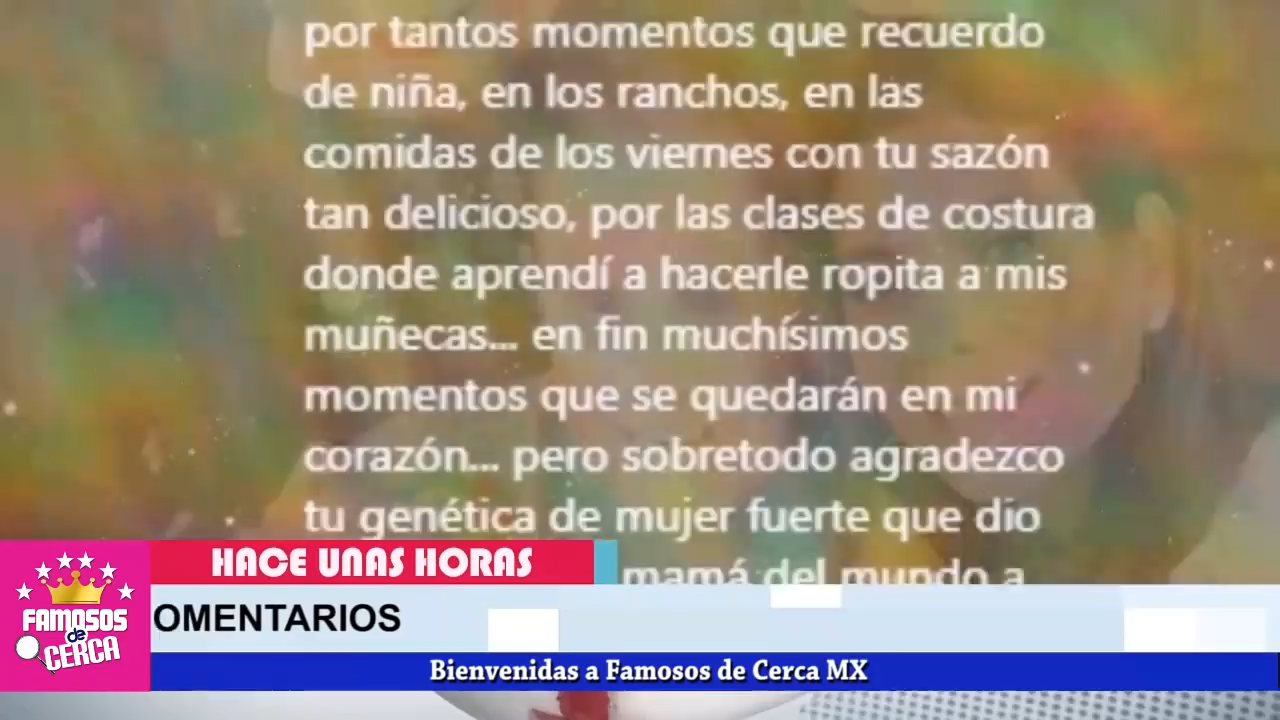 por tantos momentos que recuerdo
de niña, en los ranchos, en las
comidas de los viernes con tu sazón
tan delicioso, por las clases de costura
donde aprendí a hacerle ropita a mis
muñecas... en fin muchísimos
momentos que se quedarán en mi
corazón... pero sobretodo agradezco
tu genética de mujer fuerte que dio
mamá del mundo a
HACE UNAS HORAS
OMENTARIOS
FAMOSOS
de
CERCA
Bienvenidas a Famosos de Cerca MX